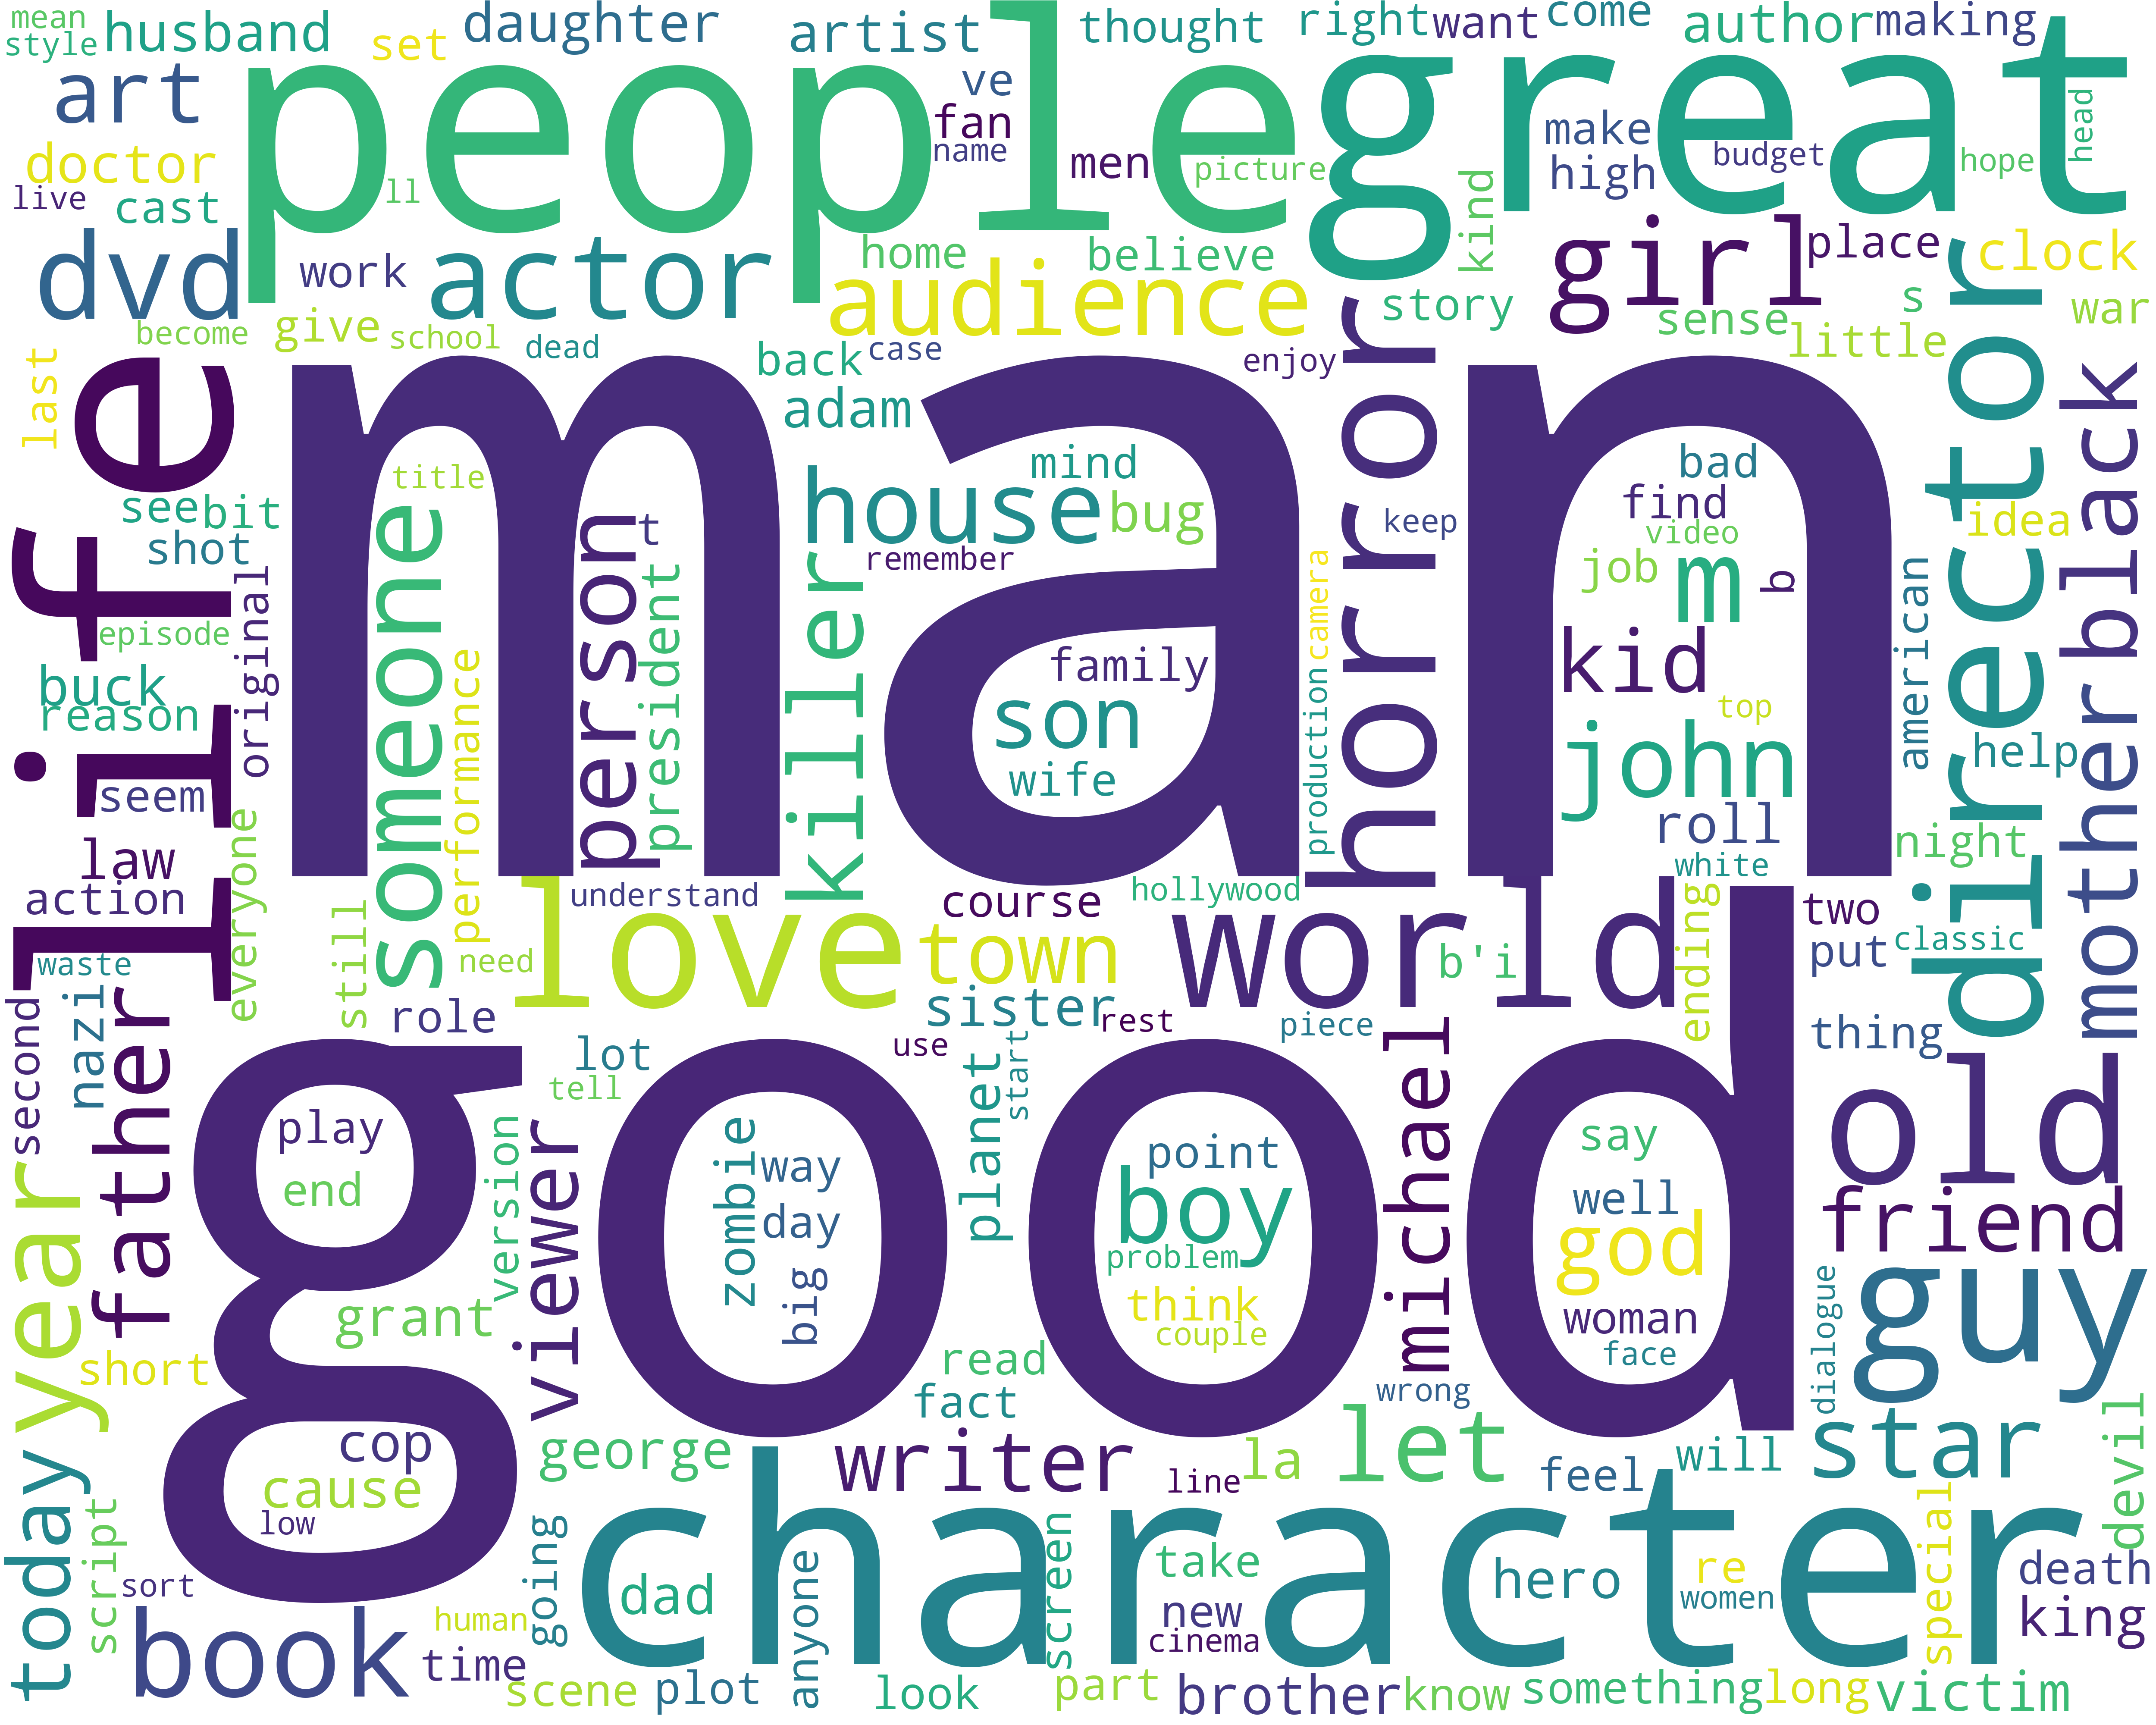 mean
style
husband
set
daughter
artist
thought
right
want
come
author
making
art
people
ve
fan
name
great
make
high
budget
hope
head
doctor
live
cast
ll
men
picture
kind
dvd
work
actor
home
believe
audience
story
girl
place
clock
s
war
sense
little
become
give
school
dead
back
case
enjoy
last
life
man
adam
horror
director
black
title
mind
house
bug
keep
bad
find
video
idea
see
bit
shot
someone
person
t
remember
killer
job
m
b
american
original
president
camera
episode
family
son
wife
kid
top
john
buck
reason
performance
production
help
mother
seem
everyone
roll
white
night
law
action
understand
love
course
hollywood
town
world
b'i
ending
two
put
classic
waste
need
still
father
nazi
second
role
lot
sister
rest
use
piece
thing
tell
start
planet
michael
old
good
play
end
version
viewer
zombie
way
day
big
point
boy
problem
think
couple
say
well
god
woman
face
friend
guy
dialogue
year
short
grant
read
fact
wrong
cop
cause
low
george
writer
line
la
let
feel
will
star
devil
today
script
sort
character
going
screen
take
new
cinema
hero
re
women
special
death
king
book
human
time
dad
anyone
scene
plot
look
part
brother
know
something
long
victim